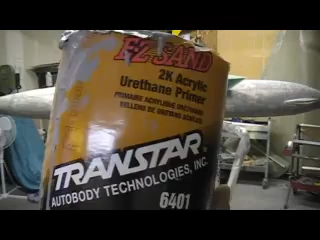 EZ SAND
2K Acrylic
Urethane Primer
TRANSTAR
AUTOBODY TECHNOLOGIES, INC.
6401